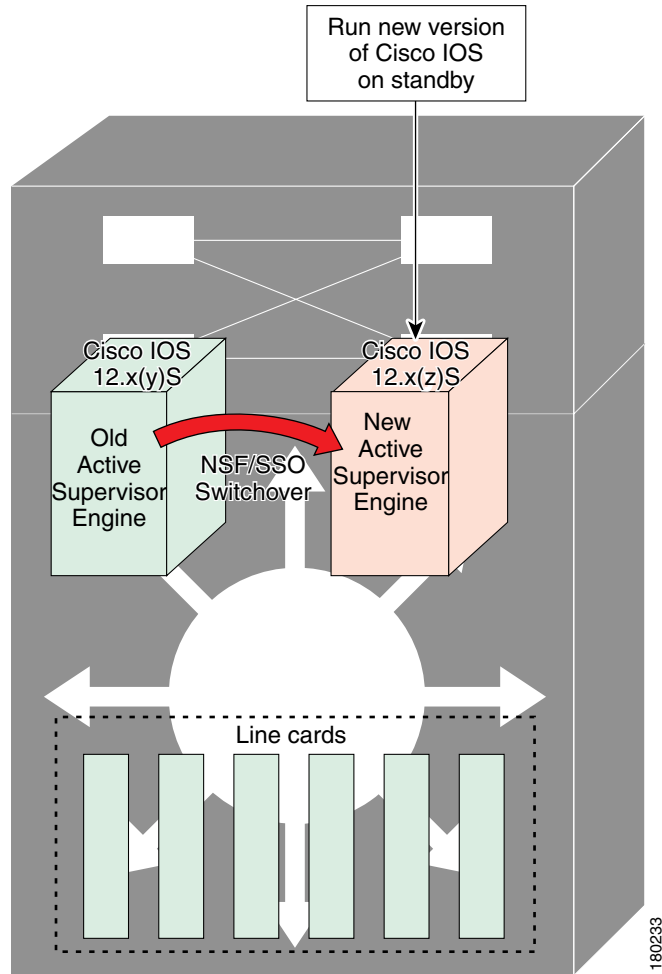 Run new version
of Cisco IOS
on standby
Cisco IOS
12.x(y)S
Cisco IOS
12.x(z)S
Old
Active
Supervisor
Engine
NSF/SSO
Switchover
New
Active
Supervisor
Engine
Line cards
180233